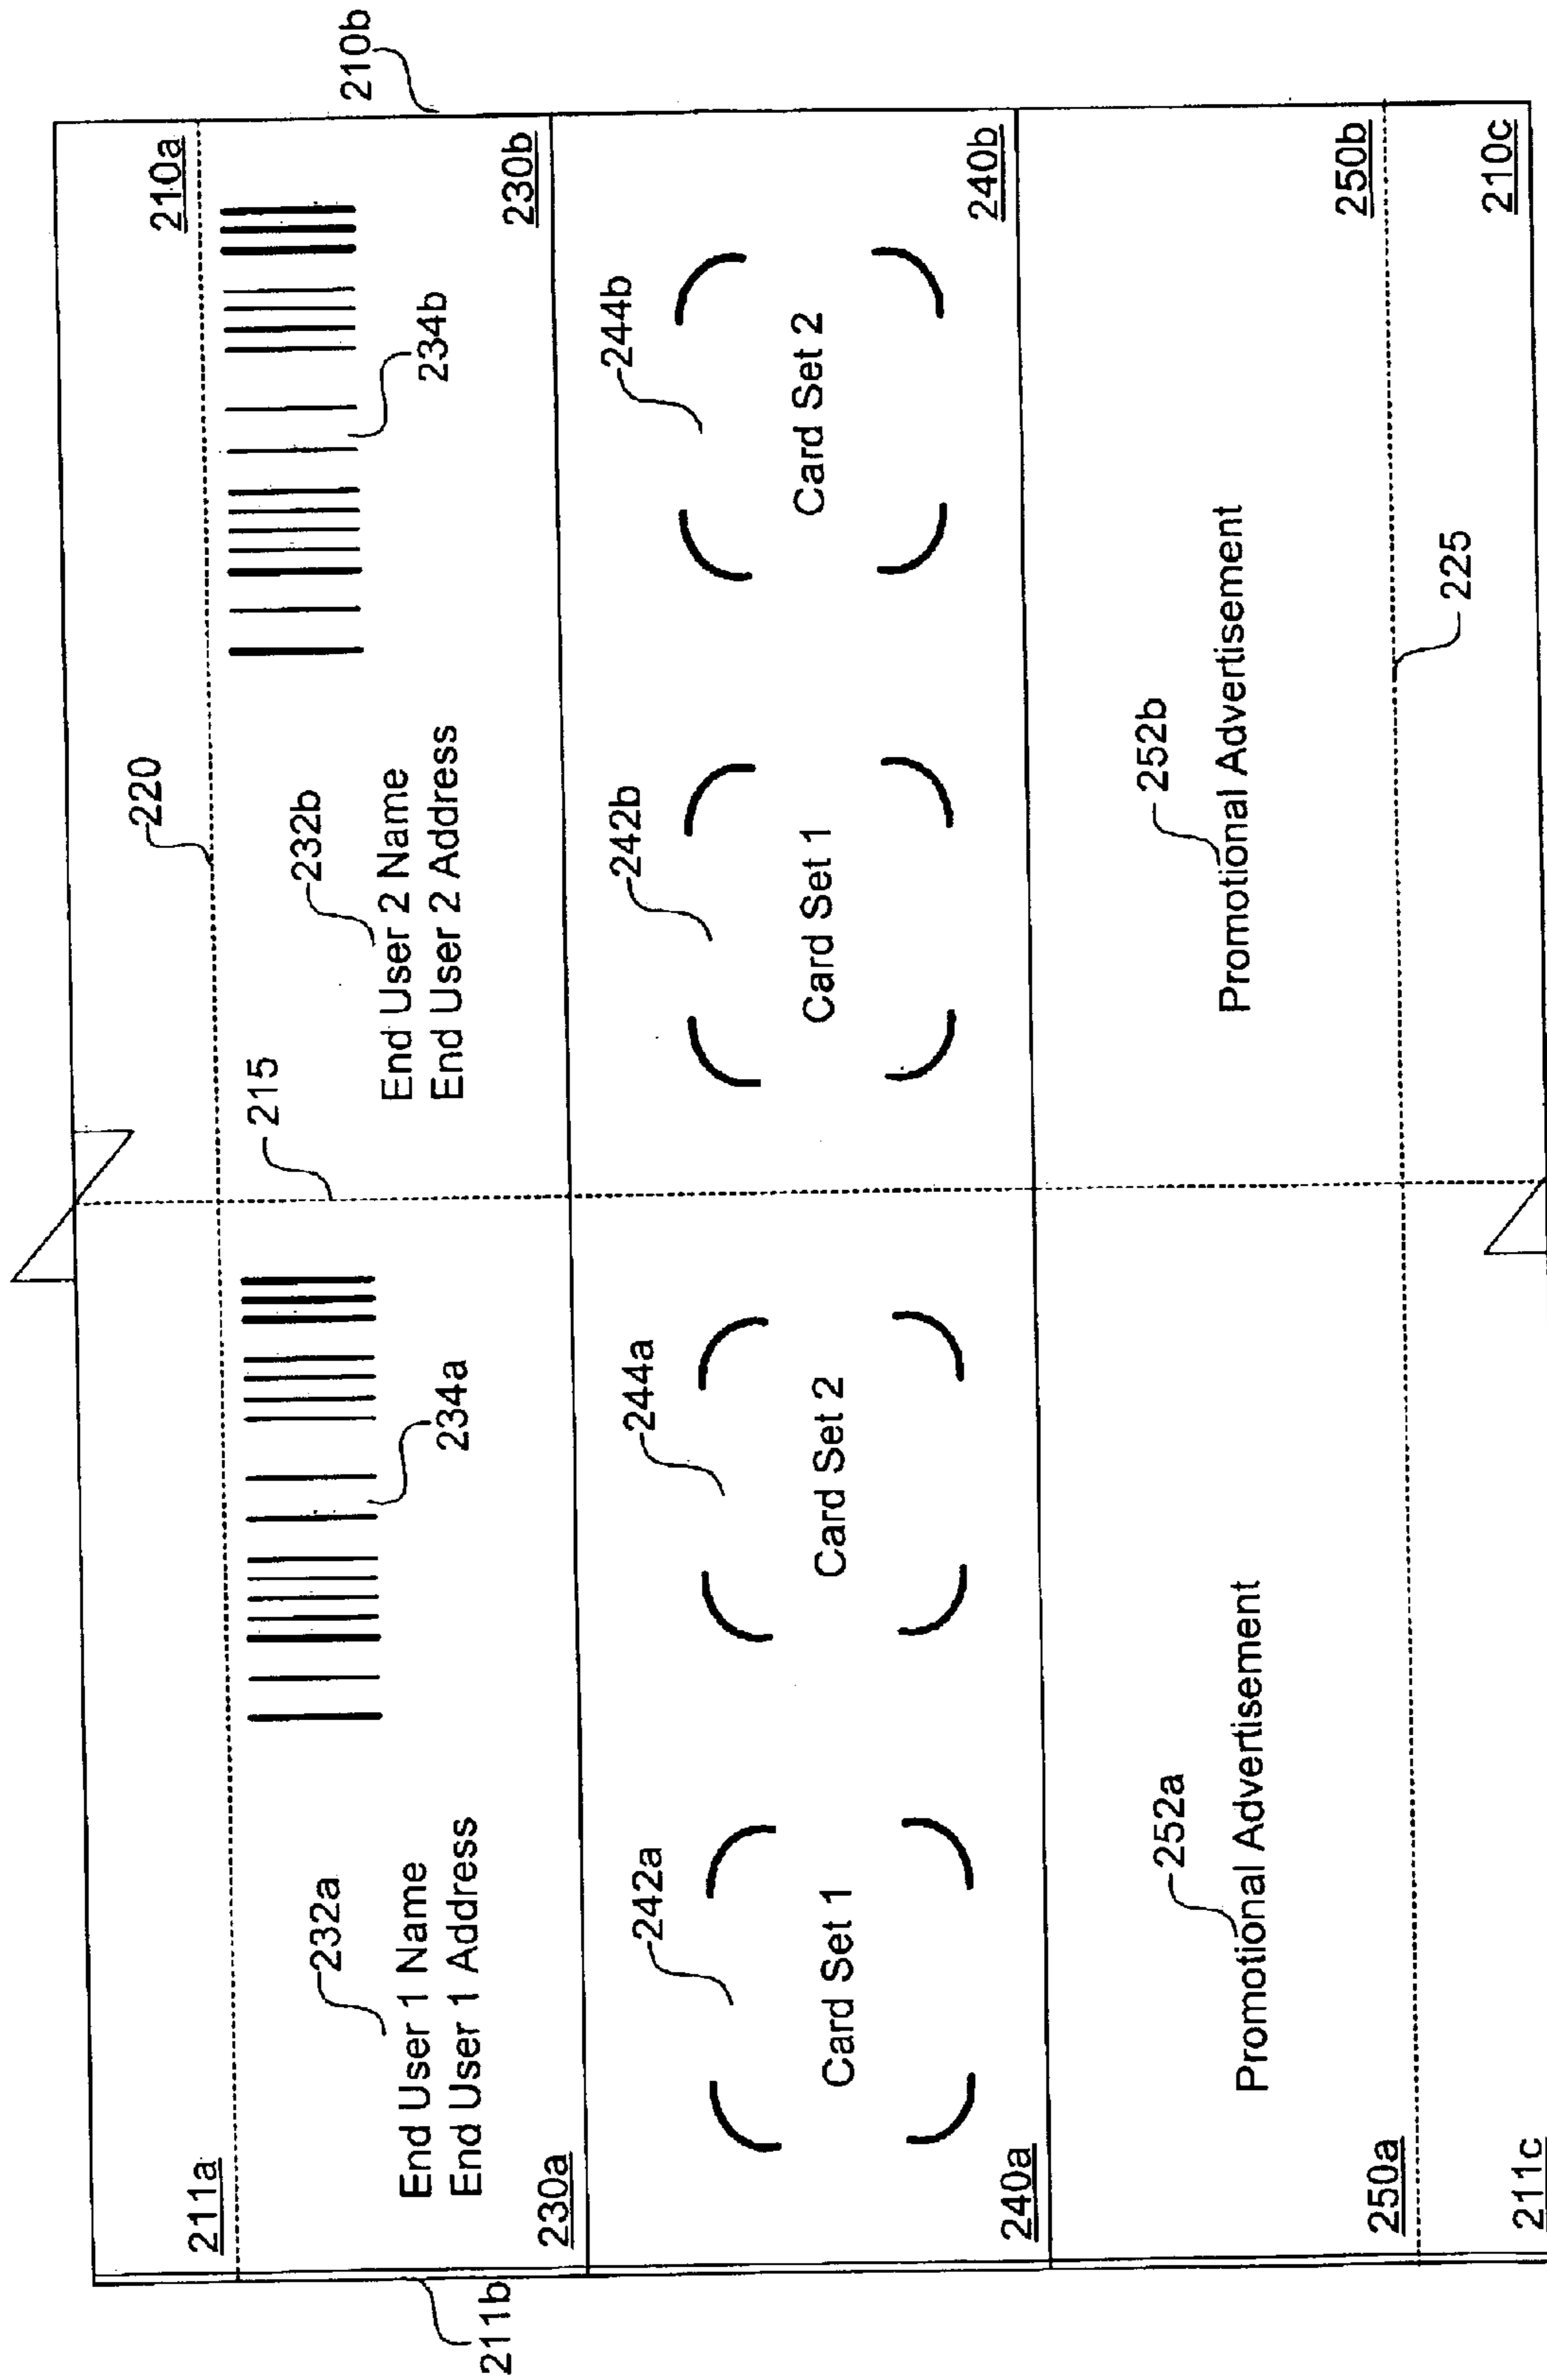 210b
210a
211a
220
215
232b
End User 2 Name
End User 2 Address
234b
230b
232a
End User 1 Name
End User 1 Address
234a
230a
211b
242a
Card Set 1
244a
Card Set 2
240a
242b
Card Set 1
244b
Card Set 2
240b
252a
Promotional Advertisement
250a
252b
Promotional Advertisement
250b
225
211c
210c